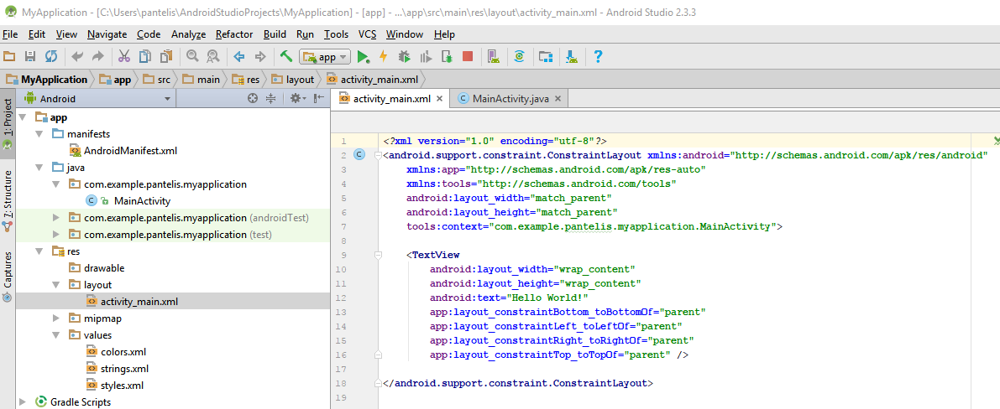 MyApplication - [C:\Users\pantelis\AndroidStudioProjects\MyApplication] - [app] - ...\app\src\main\res\layout\activity_main.xml - Android Studio 2.3.3
File Edit View Navigate Code Analyze Refactor Build Run Tools VCS Window Help
app
MyApplication app src main res layout activity_main.xml
1: Project
7: Structure
Captures
Android
app
manifests
AndroidManifest.xml
java
com.example.pantelis.myapplication
MainActivity
com.example.pantelis.myapplication (androidTest)
com.example.pantelis.myapplication (test)
res
drawable
layout
activity_main.xml
mipmap
values
colors.xml
strings.xml
styles.xml
Gradle Scripts
activity_main.xml MainActivity.java
1 <?xml version="1.0" encoding="utf-8"?>
2 <android.support.constraint.ConstraintLayout xmlns:android="http://schemas.android.com/apk/res/android"
3 xmlns:app="http://schemas.android.com/apk/res-auto"
4 xmlns:tools="http://schemas.android.com/tools"
5 android:layout_width="match_parent"
6 android:layout_height="match_parent"
7 tools:context="com.example.pantelis.myapplication.MainActivity">
8
9 <TextView
10 android:layout_width="wrap_content"
11 android:layout_height="wrap_content"
12 android:text="Hello World!"
13 app:layout_constraintBottom_toBottomOf="parent"
14 app:layout_constraintLeft_toLeftOf="parent"
15 app:layout_constraintRight_toRightOf="parent"
16 app:layout_constraintTop_toTopOf="parent" />
17
18 </android.support.constraint.ConstraintLayout>
19